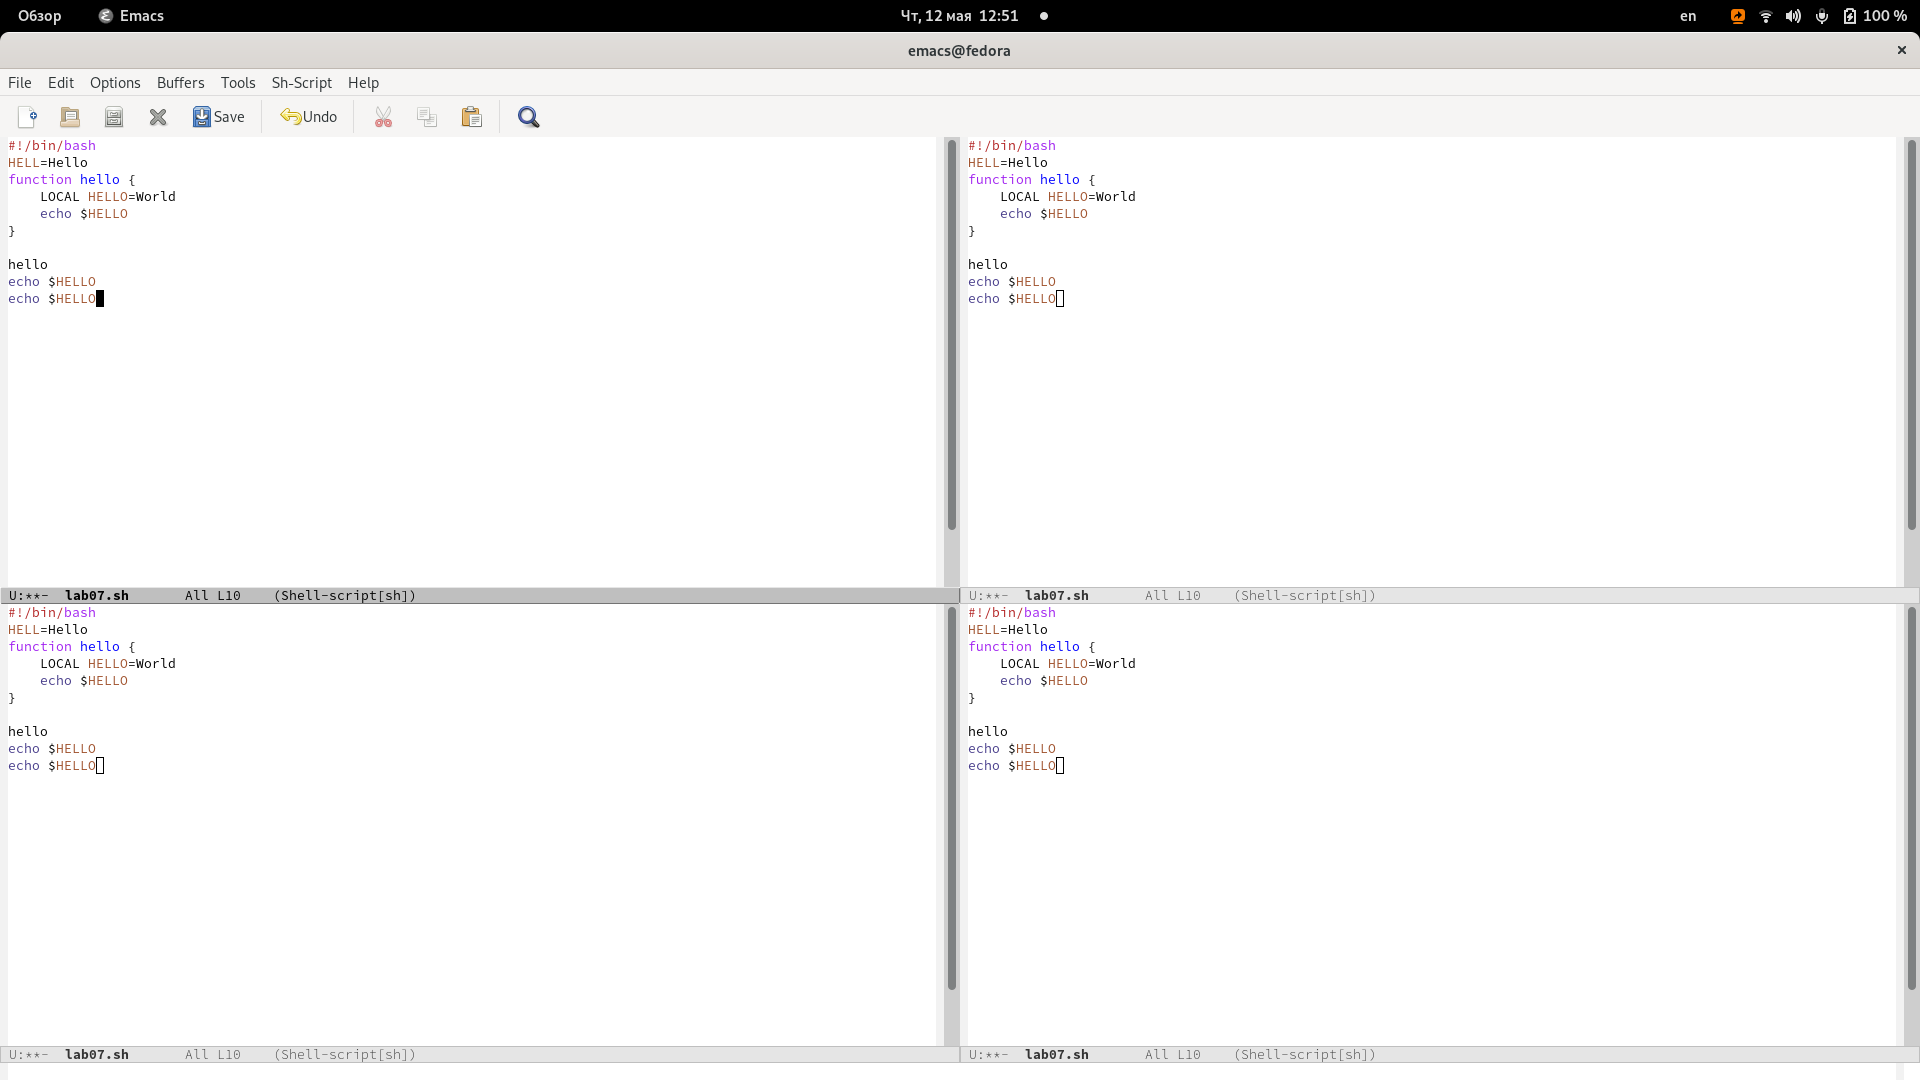 Обзор Emacs Чт, 12 мая 12:51 en 100 %
emacs@fedora
File Edit Options Buffers Tools Sh-Script Help
Save Undo
#!/bin/bash
HELL=Hello
function hello {
    LOCAL HELLO=World
    echo $HELLO
}
hello
echo $HELLO
echo $HELLO
U:**-  lab07.sh       All L10    (Shell-script[sh])
#!/bin/bash
HELL=Hello
function hello {
    LOCAL HELLO=World
    echo $HELLO
}
hello
echo $HELLO
echo $HELLO
U:**-  lab07.sh       All L10    (Shell-script[sh])
#!/bin/bash
HELL=Hello
function hello {
    LOCAL HELLO=World
    echo $HELLO
}
hello
echo $HELLO
echo $HELLO
U:**-  lab07.sh       All L10    (Shell-script[sh])
#!/bin/bash
HELL=Hello
function hello {
    LOCAL HELLO=World
    echo $HELLO
}
hello
echo $HELLO
echo $HELLO
U:**-  lab07.sh       All L10    (Shell-script[sh])